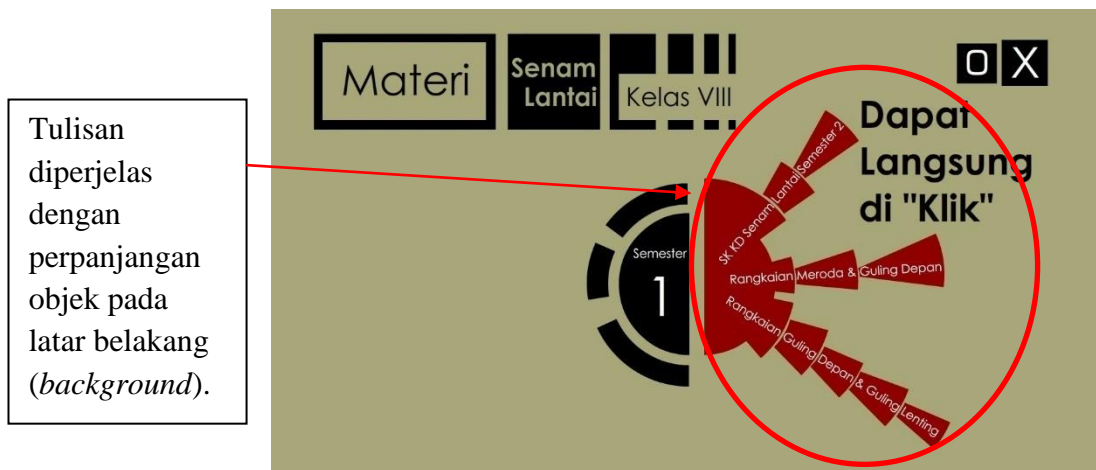 Tulisan
diperjelas
dengan
perpanjangan
objek pada
latar belakang
(background).
Materi
Senam
Lantai
Kelas VIII
O X
Dapat
Langsung
di "Klik"
Semester
1
SK KD Senam Lantai Semester 2
Rangkaian Meroda & Guling Depan
Rangkaian Guling Depan & Guling Lenting